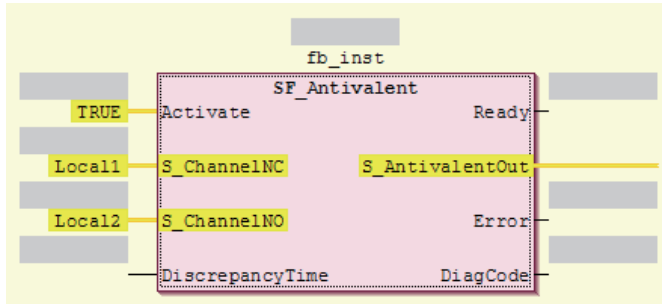 fb_inst
SF_Antivalent
TRUE Activate Ready
Local1 S_ChannelNC S_AntivalentOut
Local2 S_ChannelNO Error
DiscrepancyTime DiagCode